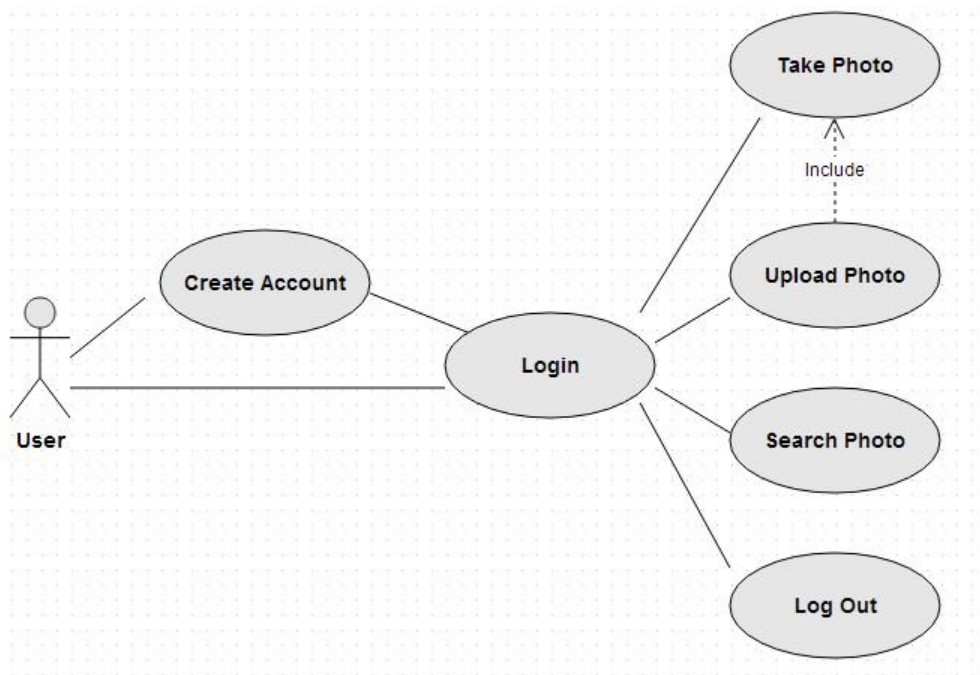 Take Photo
Include
Create Account
Upload Photo
Login
User
Search Photo
Log Out